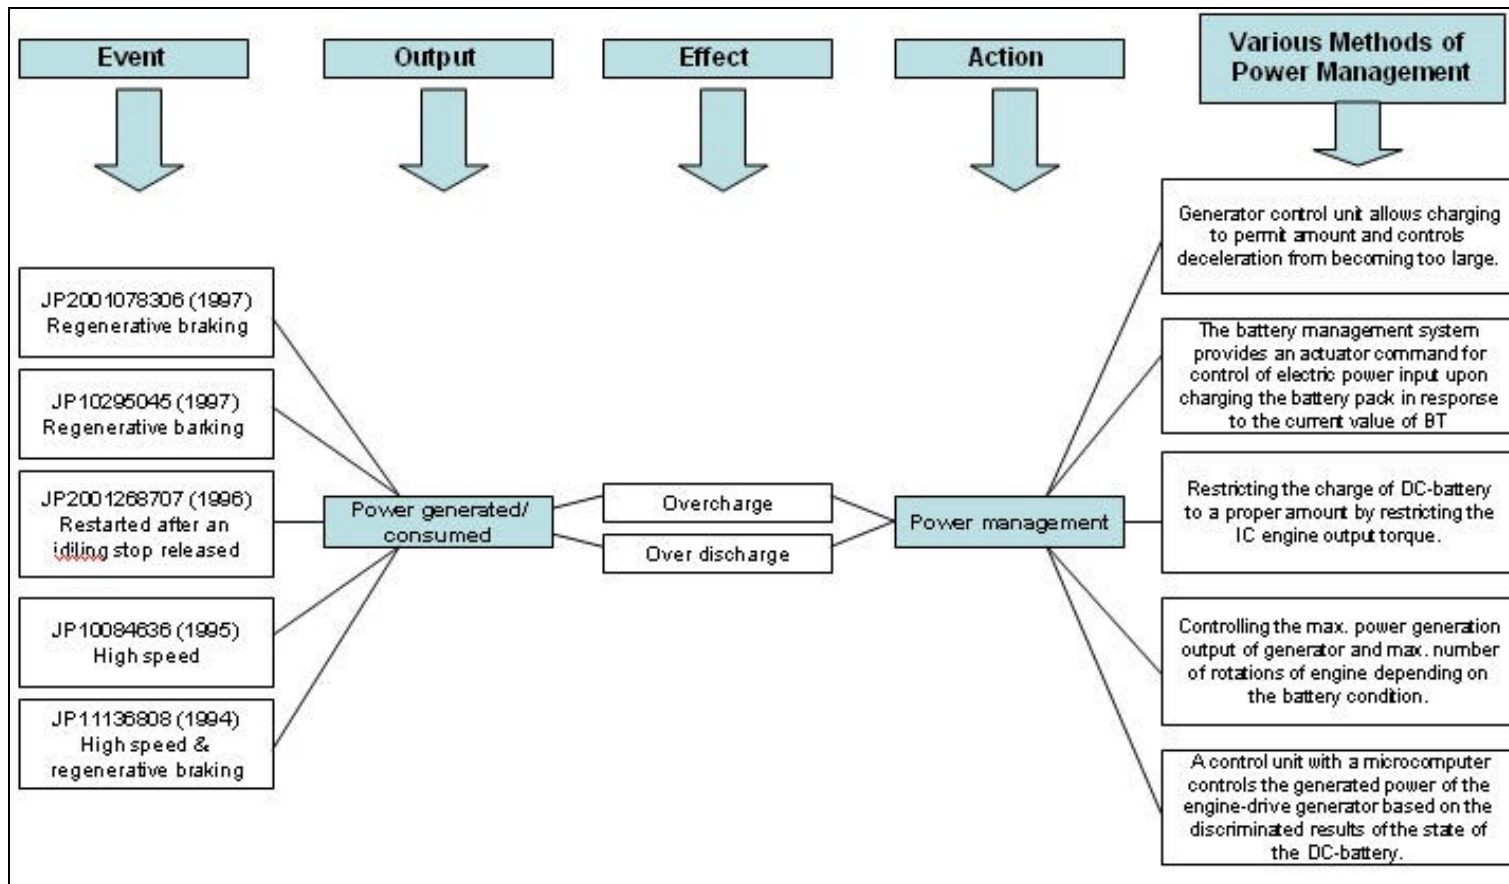 Event
Output
Effect
Action
Various Methods of
Power Management
JP2001078306 (1997)
Regenerative braking
JP10295045 (1997)
Regenerative barking
JP2001268707 (1996)
Restarted after an
idiling stop released
JP10084636 (1995)
High speed
JP11136808 (1994)
High speed &
regenerative braking
Power generated/
consumed
Overcharge
Over discharge
Power management
Generator control unit allows charging
to permit amount and controls
deceleration from becoming too large.
The battery management system
provides an actuator command for
control of electric power input upon
charging the battery pack in response
to the current value of BT
Restricting the charge of DC-battery
to a proper amount by restricting the
IC engine output torque.
Controlling the max. power generation
output of generator and max. number
of rotations of engine depending on
the battery condition.
A control unit with a microcomputer
controls the generated power of the
engine-drive generator based on the
discriminated results of the state of
the DC-battery.